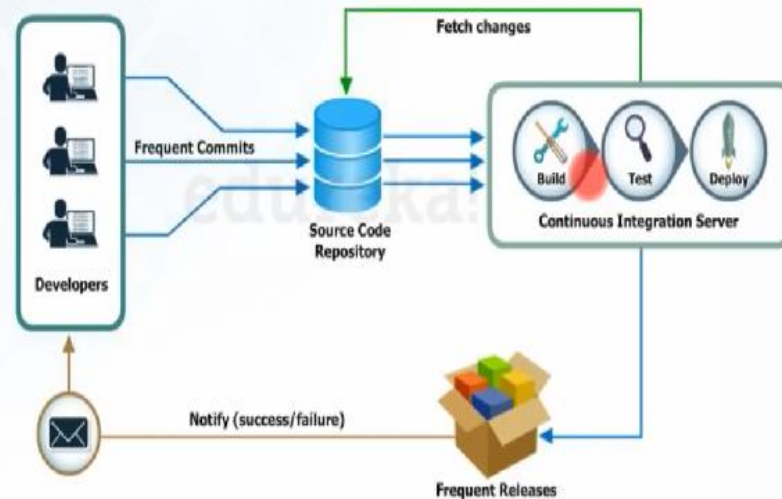 Fetch changes
Frequent Commits
Build
Test
Deploy
Continuous Integration Server
Source Code
Repository
Developers
Notify (success/failure)
Frequent Releases
edureka!